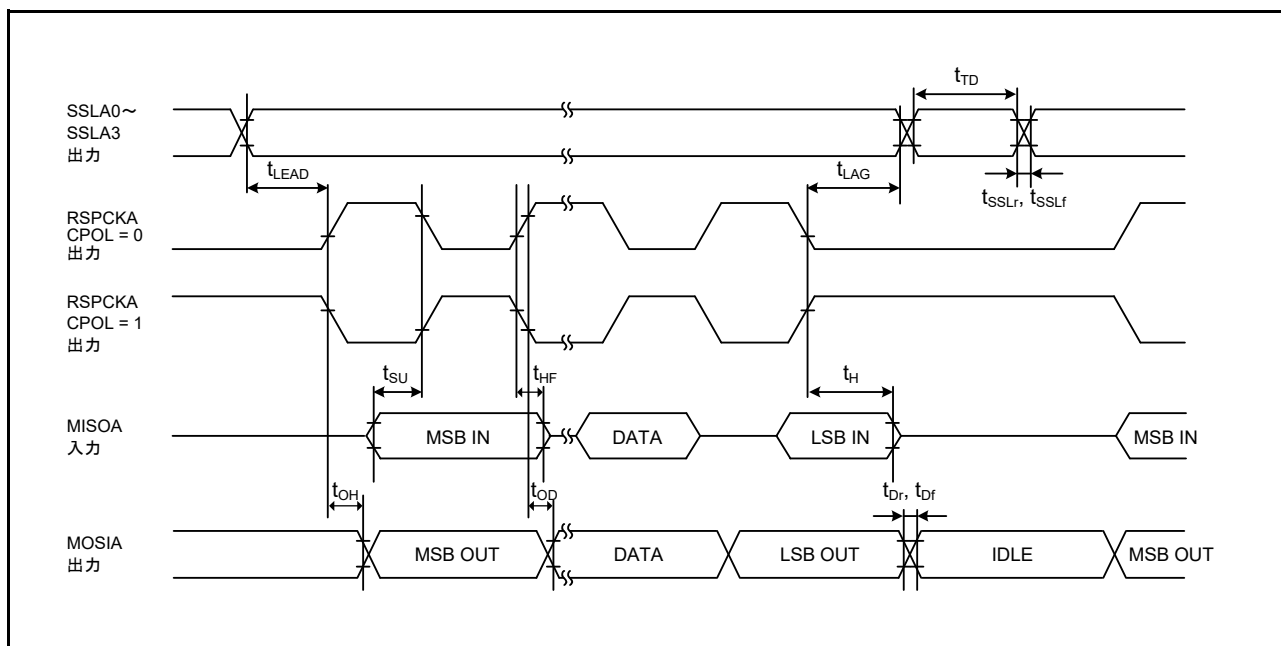 SSLA0～
SSLA3
出力
tTD
tLEAD
tLAG
tSSLr, tSSLf
RSPCKA
CPOL = 0
出力
RSPCKA
CPOL = 1
出力
tSU
tHF
tH
MISOA
入力
MSB IN
DATA
LSB IN
MSB IN
tOH
tOD
tDr, tDf
MOSIA
出力
MSB OUT
DATA
LSB OUT
IDLE
MSB OUT